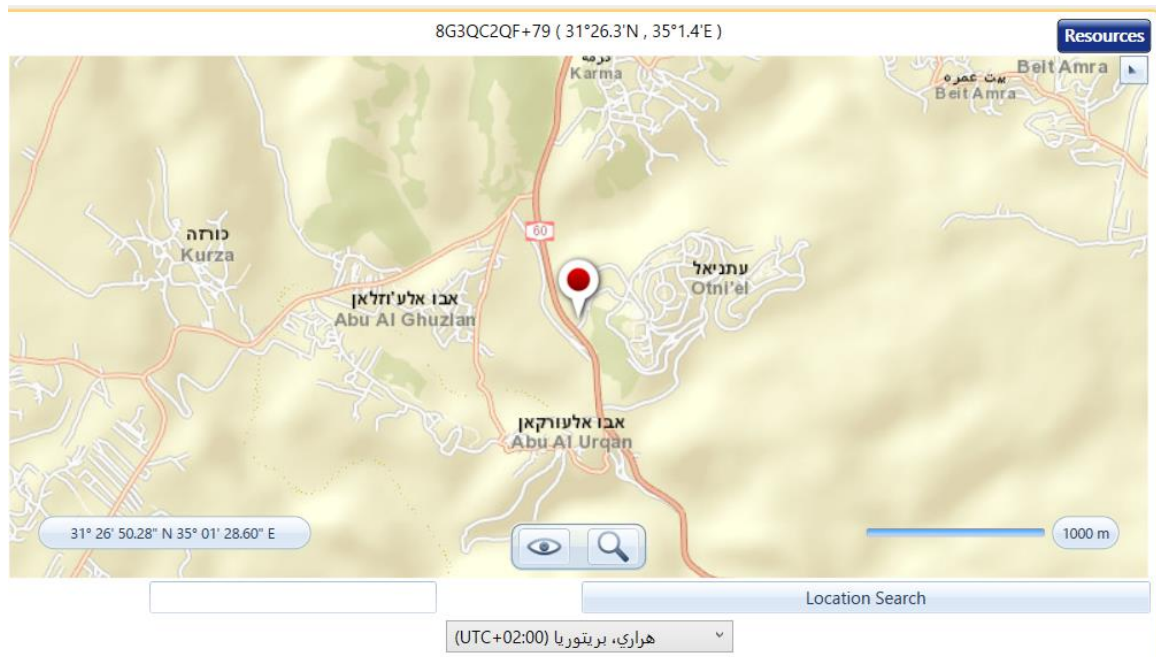 8G3QC2QF+79 ( 31°26.3'N , 35°1.4'E )
Resources
Karma
Beit Amra
بيت عمره
Beit Amra
כורזה
Kurza
60
עתניאל
Otni'el
אבו אלע'וזלאן
Abu Al Ghuzlan
אבו אלעורקאן
Abu Al Urqan
31° 26' 50.28" N 35° 01' 28.60" E
1000 m
Location Search
هراري، بريتوريا (UTC+02:00)